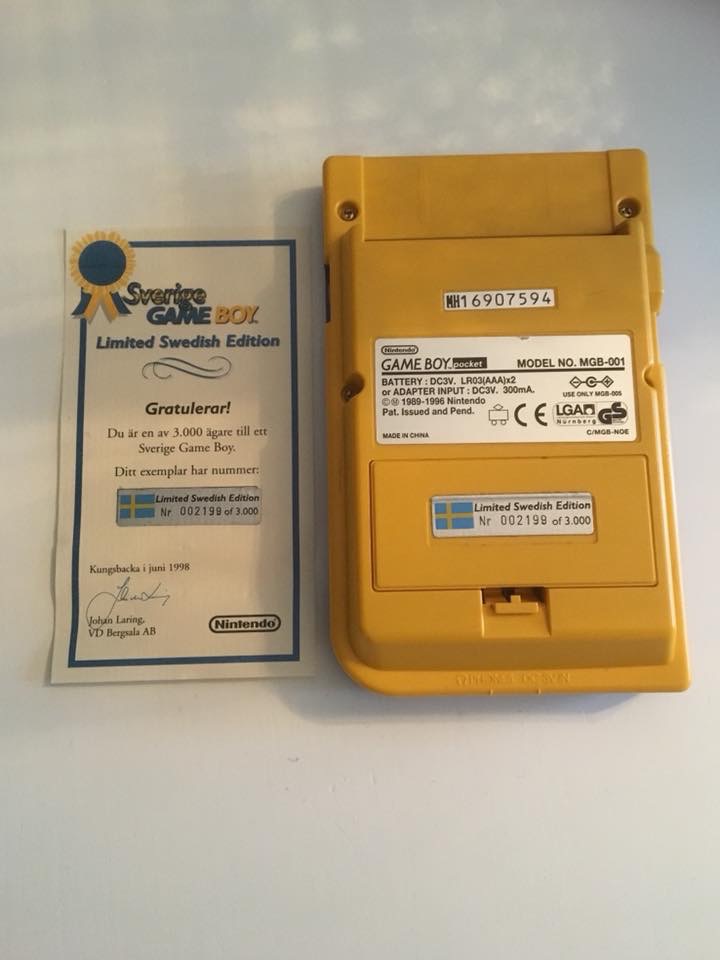 Sverige
GAME BOY
Limited Swedish Edition
Gratulerar!
Du är en av 3.000 ägare till ett
Sverige Game Boy.
Ditt exemplar har nummer:
Limited Swedish Edition
Nr 002199 of 3.000
Kungsbacka i juni 1998
Johan Laring,
VD Bergsala AB
Nintendo
MH16907594
Nintendo
GAME BOY pocket MODEL NO. MGB-001
BATTERY : DC3V. LR03(AAA)x2
or ADAPTER INPUT : DC3V. 300mA.
USE ONLY MGB-005
©Ⓜ 1989-1996 Nintendo
Pat. Issued and Pend.
CE
LGA
Nürnberg
GS
MADE IN CHINA
C/MGB-NOE
Limited Swedish Edition
Nr 002199 of 3.000